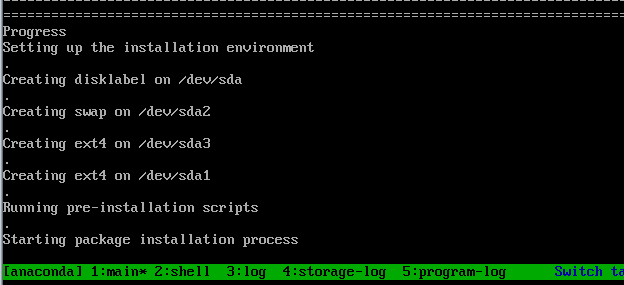 ================================================================================
================================================================================
Progress
Setting up the installation environment
.
Creating disklabel on /dev/sda
.
Creating swap on /dev/sda2
.
Creating ext4 on /dev/sda3
.
Creating ext4 on /dev/sda1
.
Running pre-installation scripts
.
Starting package installation process
[anaconda] 1:main* 2:shell  3:log  4:storage-log  5:program-log      Switch ta